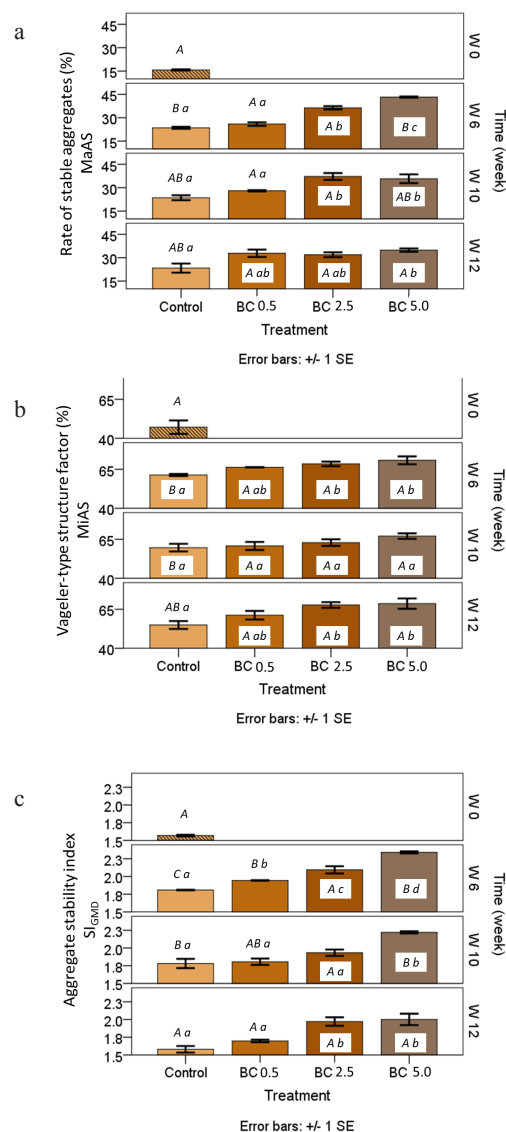 a
Rate of stable aggregates (%)
MaAS
45
30
15
A
W 0
45
30
15
B a
A a
A b
B c
W 6
45
30
15
AB a
A a
A b
AB b
W 10
45
30
15
AB a
A ab
A ab
A b
W 12
Time (week)
Control
BC 0.5
BC 2.5
BC 5.0
Treatment
Error bars: +/- 1 SE
b
Vageler-type structure factor (%)
MiAS
65
40
A
W 0
65
40
B a
A ab
A b
A b
W 6
65
40
B a
A a
A a
A a
W 10
65
40
AB a
A ab
A b
A b
W 12
Time (week)
Control
BC 0.5
BC 2.5
BC 5.0
Treatment
Error bars: +/- 1 SE
c
Aggregate stability index
SIGMD
2.3
2.0
1.8
1.5
A
W 0
2.3
2.0
1.8
1.5
C a
B b
A c
B d
W 6
2.3
2.0
1.8
1.5
B a
AB a
A a
B b
W 10
2.3
2.0
1.8
1.5
A a
A a
A b
A b
W 12
Time (week)
Control
BC 0.5
BC 2.5
BC 5.0
Treatment
Error bars: +/- 1 SE